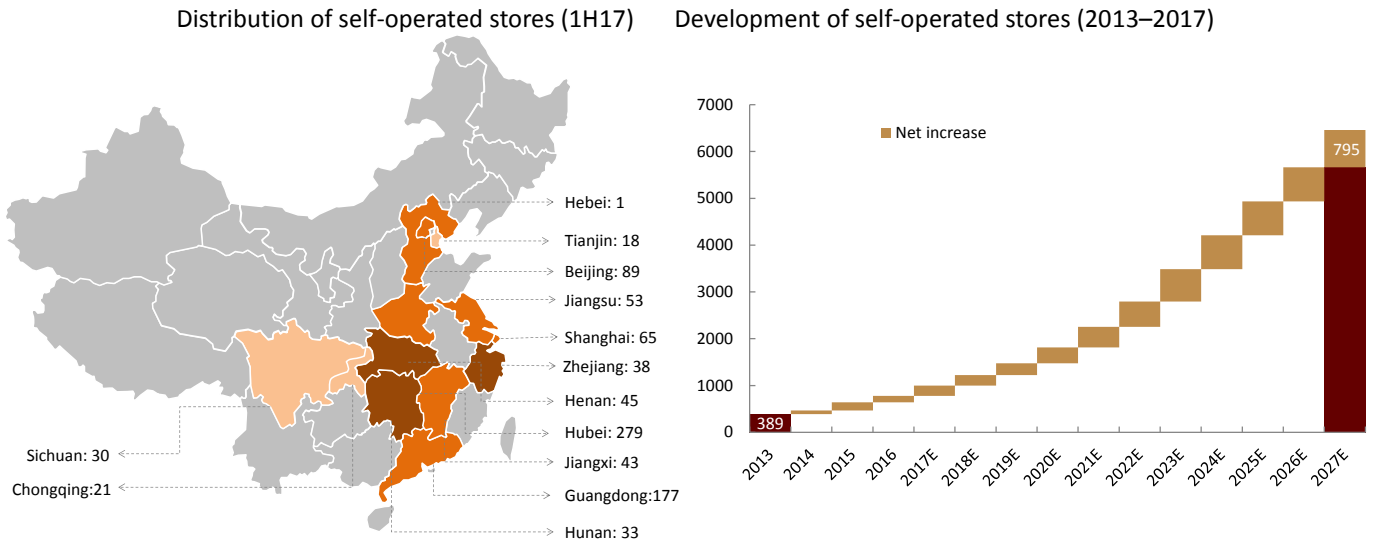 Distribution of self-operated stores (1H17)
Hebei: 1
Tianjin: 18
Beijing: 89
Jiangsu: 53
Shanghai: 65
Zhejiang: 38
Henan: 45
Hubei: 279
Jiangxi: 43
Guangdong:177
Hunan: 33
Sichuan: 30
Chongqing:21
Development of self-operated stores (2013–2017)
Net increase
7000
6000
5000
4000
3000
2000
1000
0
389
795
2013
2014
2015
2016
2017E
2018E
2019E
2020E
2021E
2022E
2023E
2024E
2025E
2026E
2027E